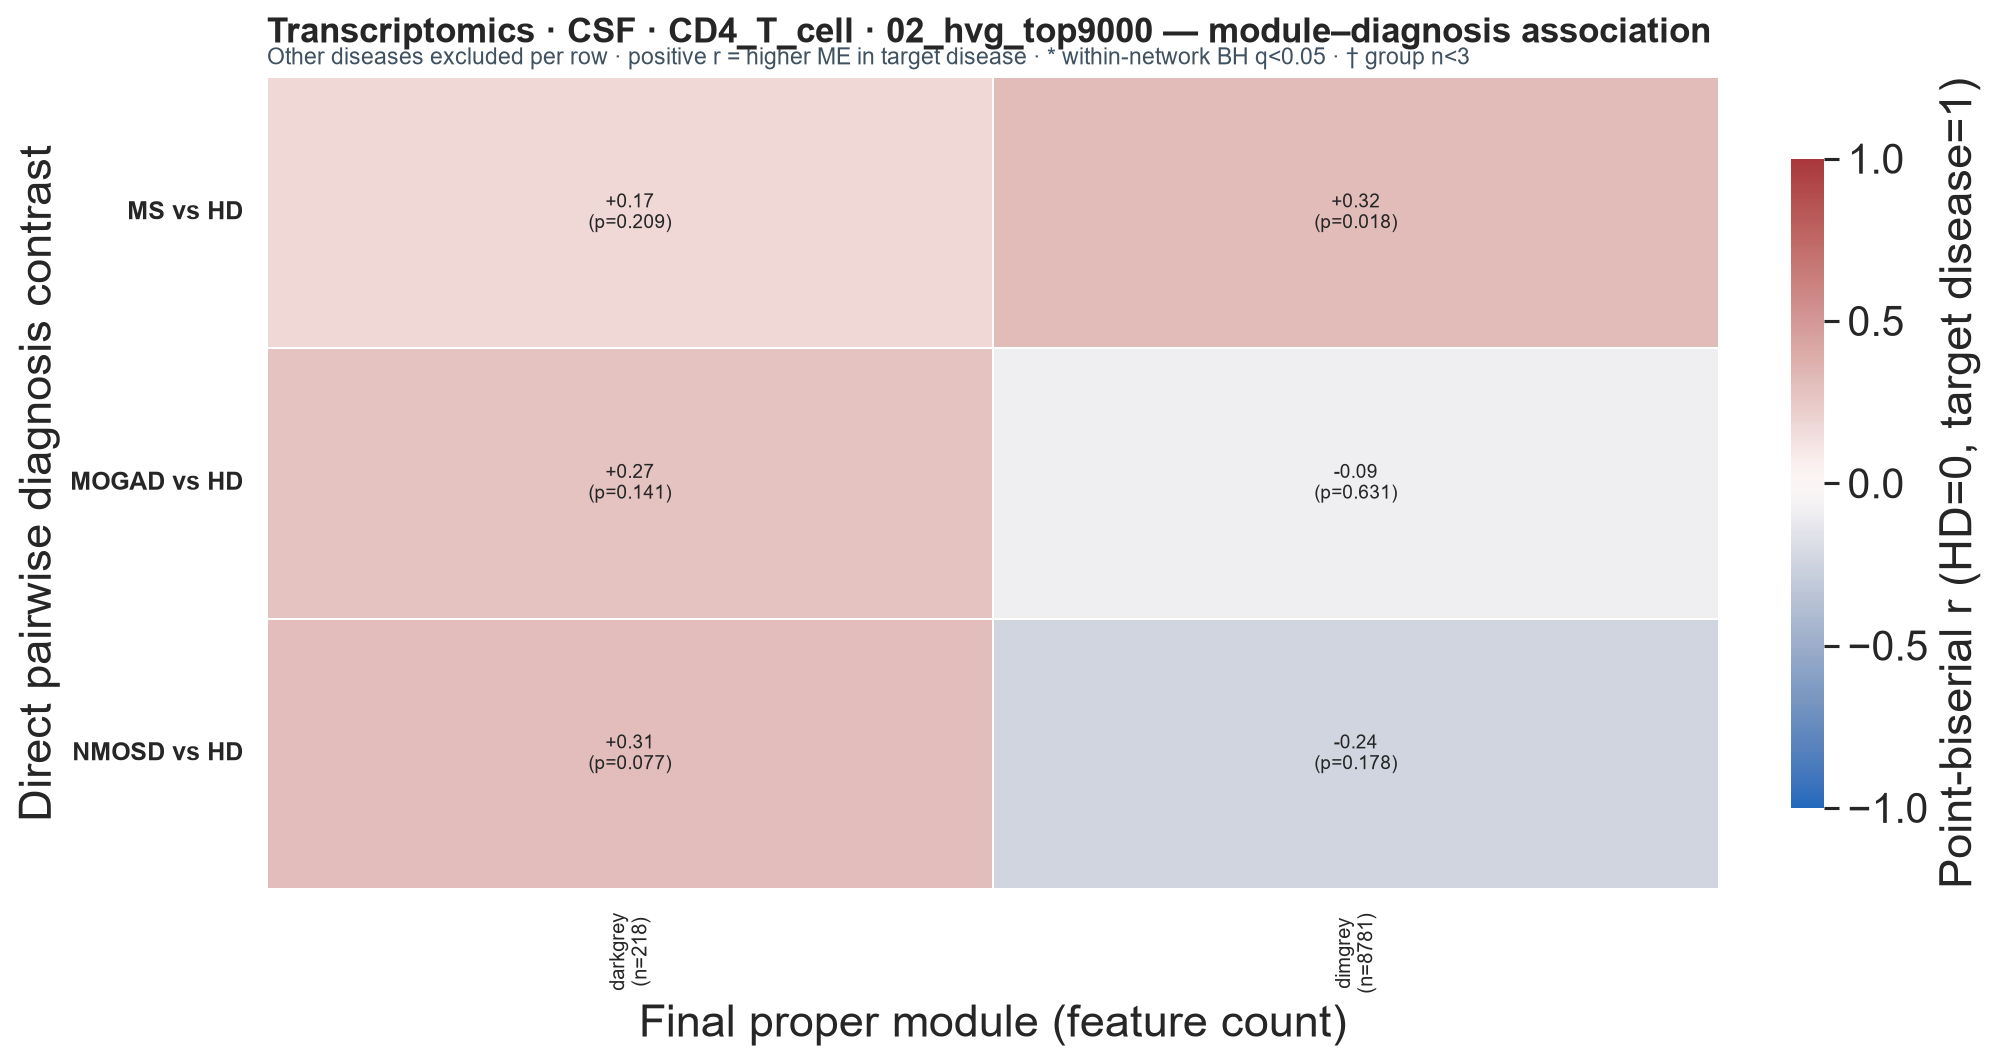 Transcriptomics · CSF · CD4_T_cell · 02_hvg_top9000 — module–diagnosis association
Other diseases excluded per row · positive r = higher ME in target disease · * within-network BH q<0.05 · † group n<3
Direct pairwise diagnosis contrast
MS vs HD
+0.17
(p=0.209)
+0.32
(p=0.018)
MOGAD vs HD
+0.27
(p=0.141)
-0.09
(p=0.631)
NMOSD vs HD
+0.31
(p=0.077)
-0.24
(p=0.178)
darkgrey
(n=218)
dimgrey
(n=8781)
Final proper module (feature count)
1.0
0.5
0.0
−0.5
−1.0
Point-biserial r (HD=0, target disease=1)